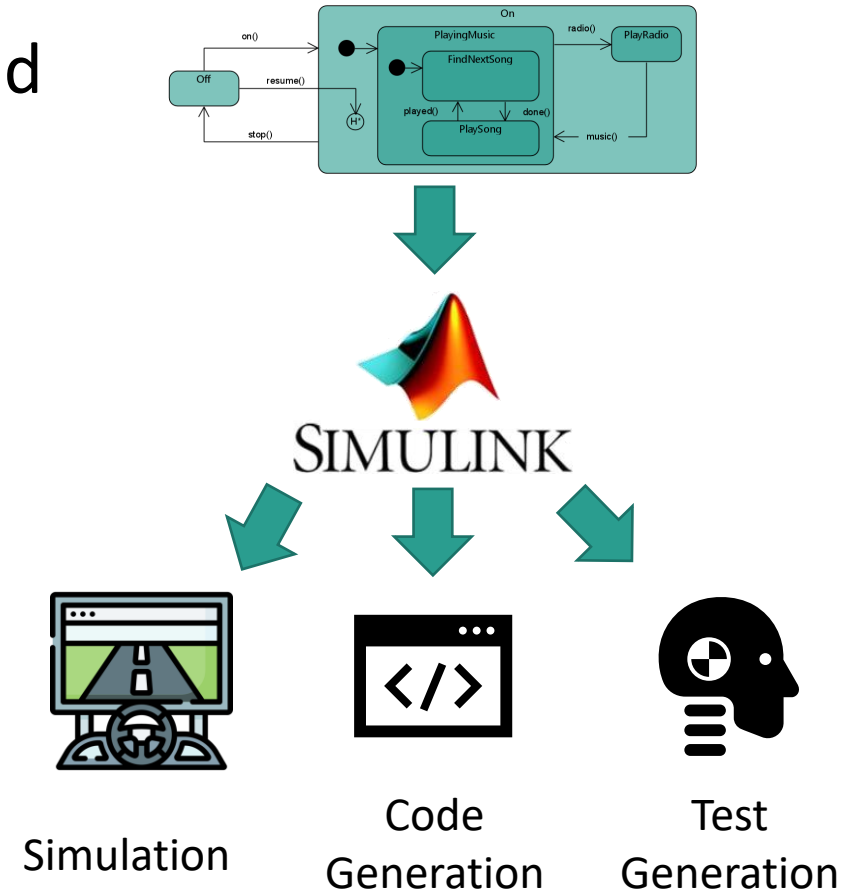 d
On
on()
PlayingMusic
radio()
PlayRadio
FindNextSong
Off
resume()
played()
done()
H*
PlaySong
stop()
music()
SIMULINK
</>
Simulation
Code
Generation
Test
Generation